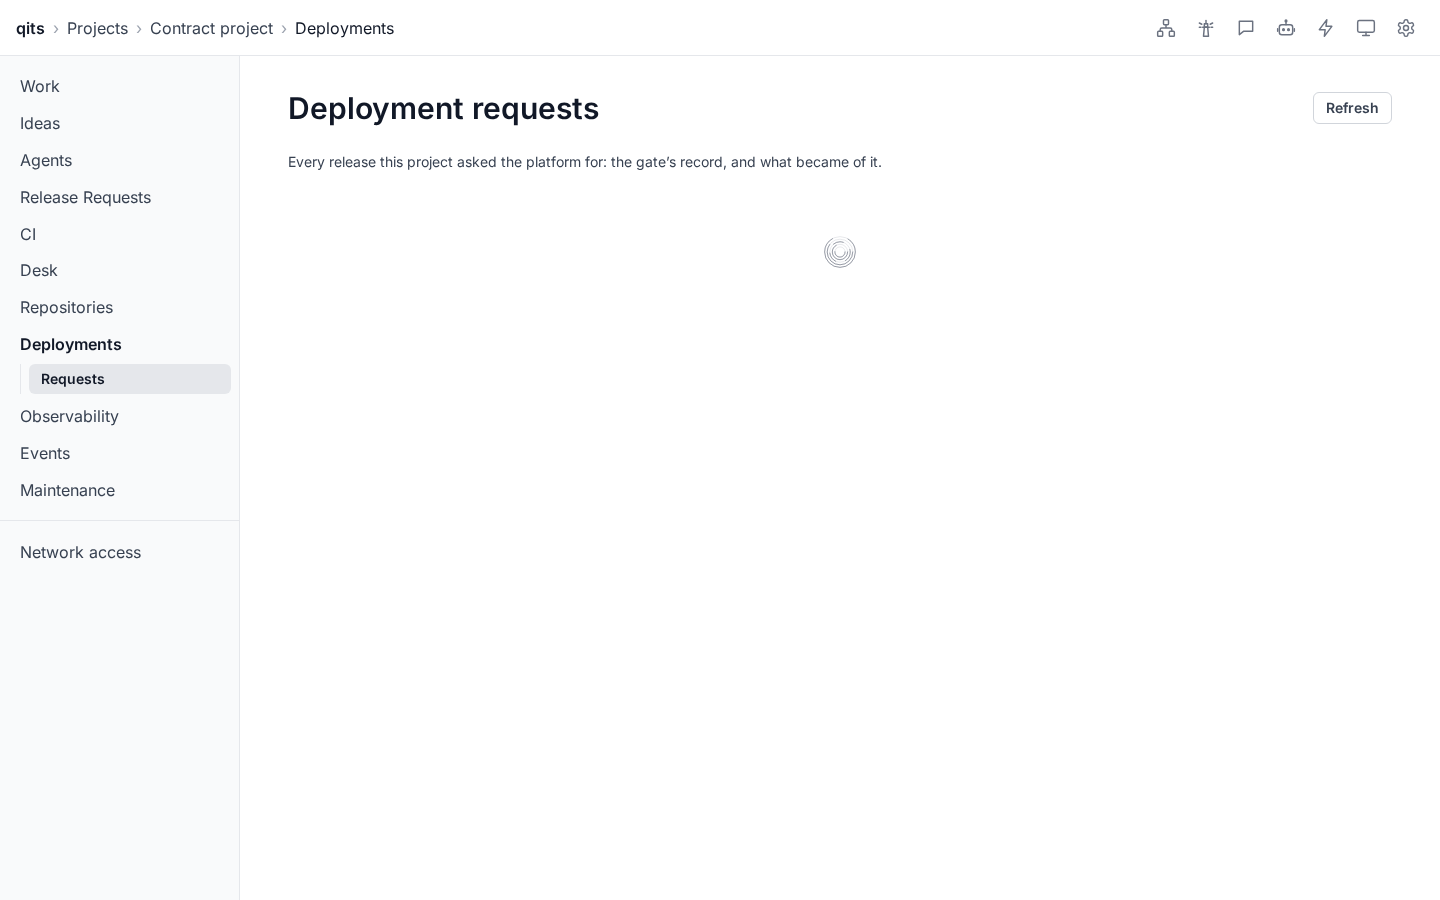 qits › Projects › Contract project › Deployments
Work
Ideas
Agents
Release Requests
CI
Desk
Repositories
Deployments
Requests
Observability
Events
Maintenance
Network access
Deployment requests
Refresh
Every release this project asked the platform for: the gate’s record, and what became of it.